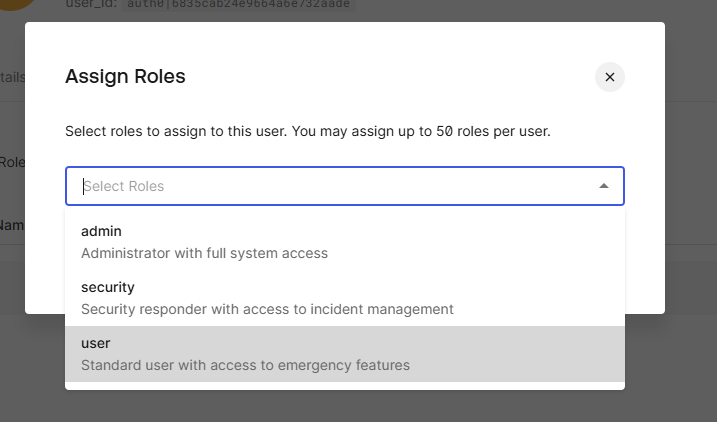 user_id: auth0|6835cab24e9664a6e732aade
Assign Roles
tails
Select roles to assign to this user. You may assign up to 50 roles per user.
Role
Select Roles
Nam
admin
Administrator with full system access
security
Security responder with access to incident management
user
Standard user with access to emergency features